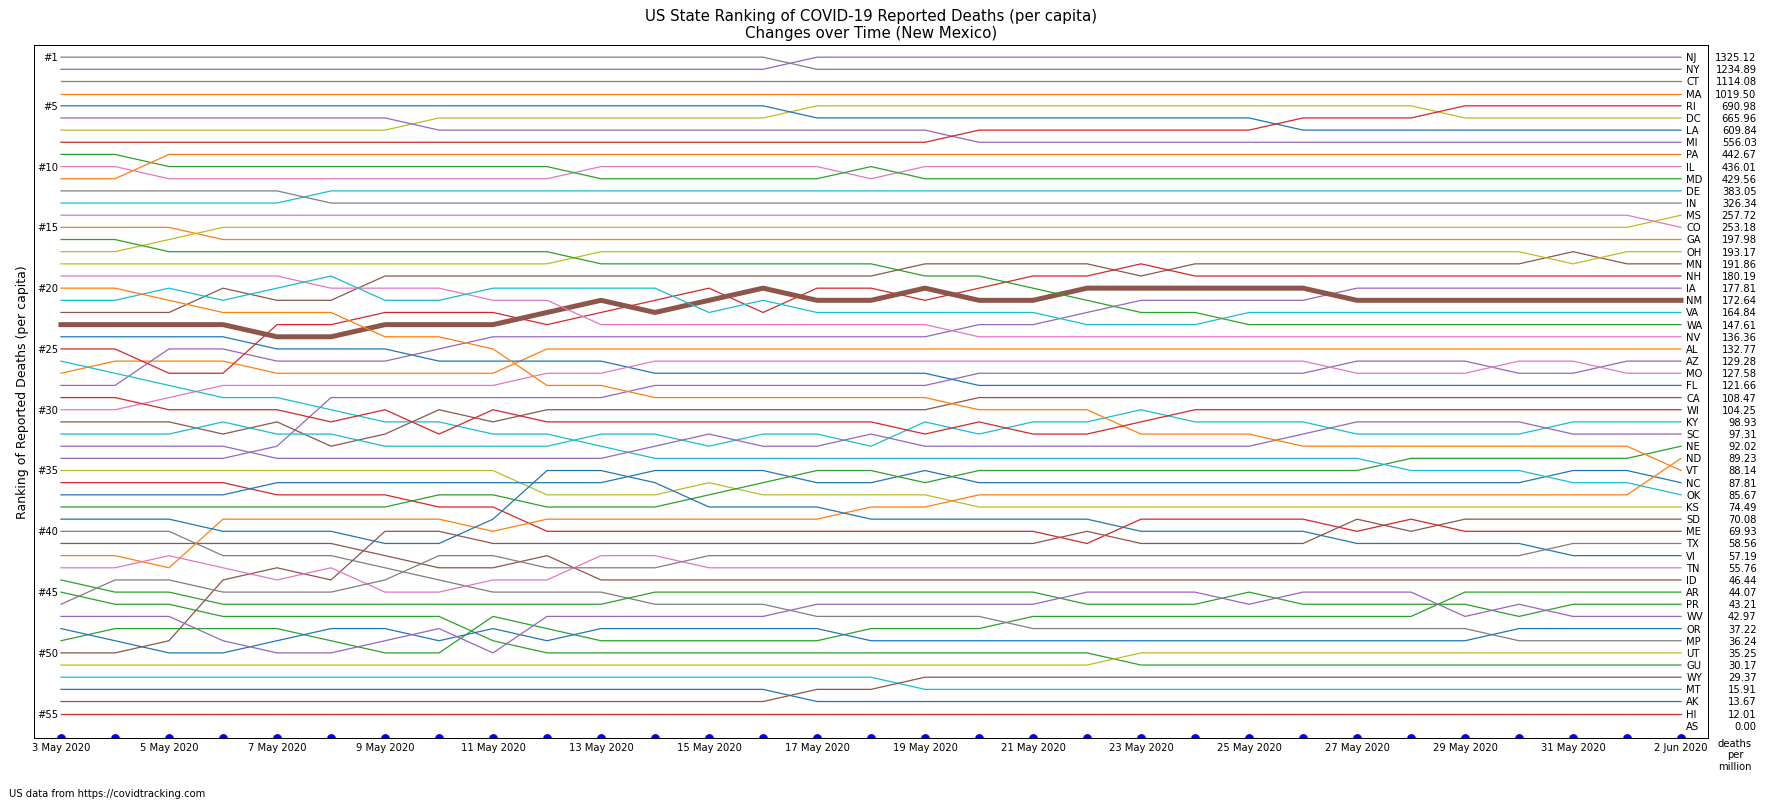 US State Ranking of COVID-19 Reported Deaths (per capita)
Changes over Time (New Mexico)
Ranking of Reported Deaths (per capita)
#1
#5
#10
#15
#20
#25
#30
#35
#40
#45
#50
#55
NJ 1325.12
NY 1234.89
CT 1114.08
MA 1019.50
RI 690.98
DC 665.96
LA 609.84
MI 556.03
PA 442.67
IL 436.01
MD 429.56
DE 383.05
IN 326.34
MS 257.72
CO 253.18
GA 197.98
OH 193.17
MN 191.86
NH 180.19
IA 177.81
NM 172.64
VA 164.84
WA 147.61
NV 136.36
AL 132.77
AZ 129.28
MO 127.58
FL 121.66
CA 108.47
WI 104.25
KY 98.93
SC 97.31
NE 92.02
ND 89.23
VT 88.14
NC 87.81
OK 85.67
KS 74.49
SD 70.08
ME 69.93
TX 58.56
VI 57.19
TN 55.76
ID 46.44
AR 44.07
PR 43.21
WV 42.97
OR 37.22
MP 36.24
UT 35.25
GU 30.17
WY 29.37
MT 15.91
AK 13.67
HI 12.01
AS 0.00
3 May 2020 5 May 2020 7 May 2020 9 May 2020 11 May 2020 13 May 2020 15 May 2020 17 May 2020 19 May 2020 21 May 2020 23 May 2020 25 May 2020 27 May 2020 29 May 2020 31 May 2020 2 Jun 2020
deaths
per
million
US data from https://covidtracking.com